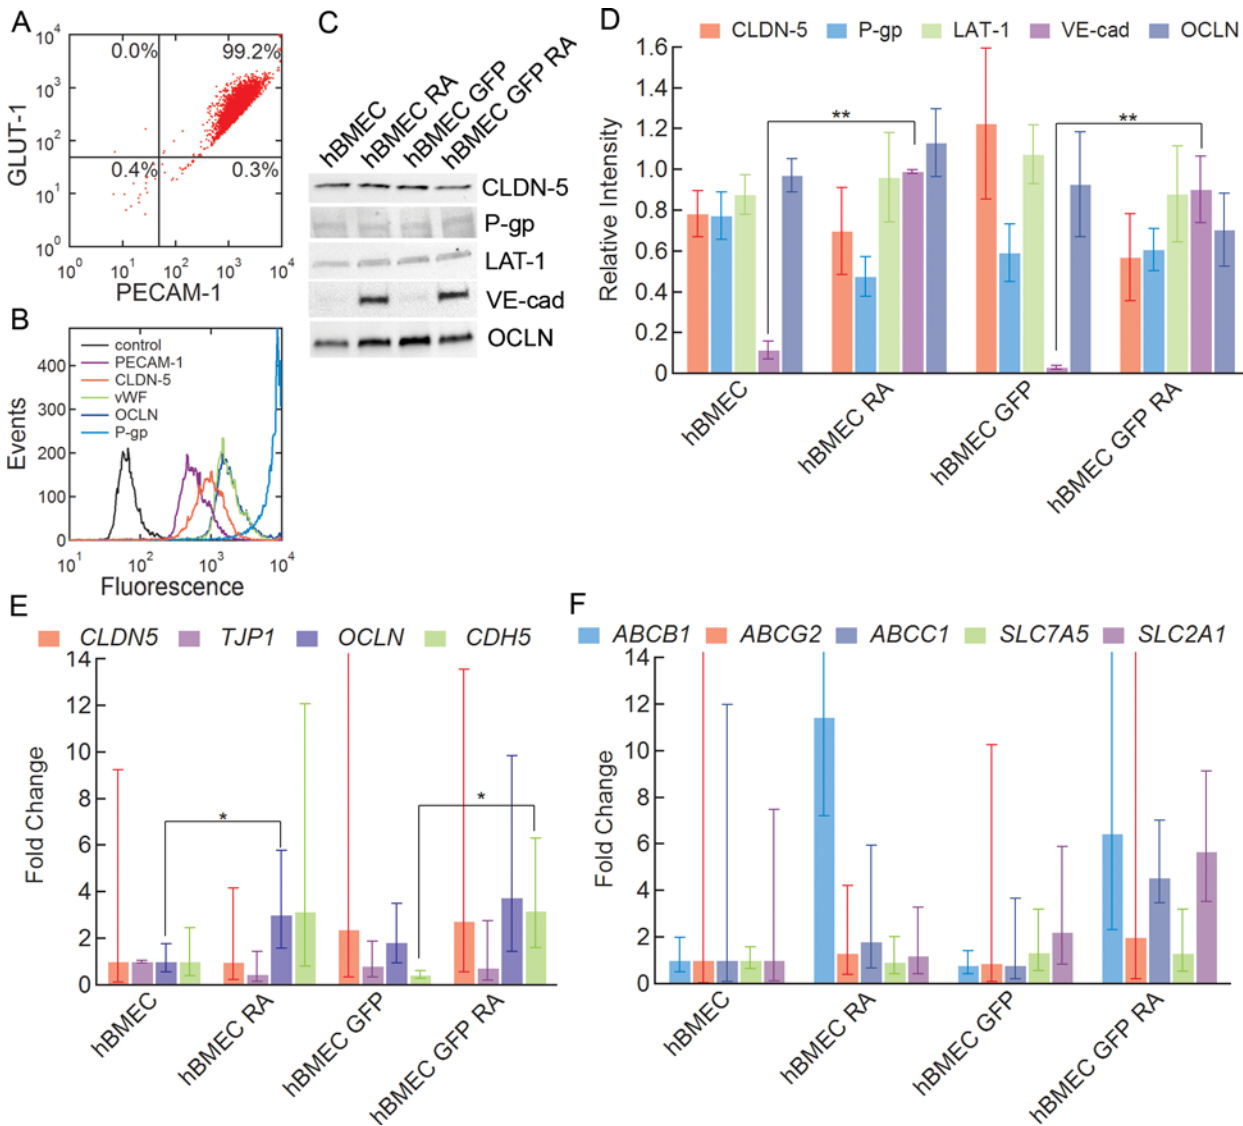 A
GLUT-1
10^4
10^3
10^2
10^1
10^0
0.0%
99.2%
0.4%
0.3%
10^0
10^1
10^2
10^3
10^4
PECAM-1
B
Events
400
300
200
100
0
control
PECAM-1
CLDN-5
vWF
OCLN
P-gp
10^1
10^2
10^3
10^4
Fluorescence
C
hBMEC
hBMEC RA
hBMEC GFP
hBMEC GFP RA
CLDN-5
P-gp
LAT-1
VE-cad
OCLN
D
CLDN-5 P-gp LAT-1 VE-cad OCLN
Relative Intensity
1.6
1.4
1.2
1.0
0.8
0.6
0.4
0.2
0
**
**
hBMEC
hBMEC RA
hBMEC GFP
hBMEC GFP RA
E
CLDN5 TJP1 OCLN CDH5
Fold Change
14
12
10
8
6
4
2
0
*
*
hBMEC
hBMEC RA
hBMEC GFP
hBMEC GFP RA
F
ABCB1 ABCG2 ABCC1 SLC7A5 SLC2A1
Fold Change
14
12
10
8
6
4
2
0
hBMEC
hBMEC RA
hBMEC GFP
hBMEC GFP RA